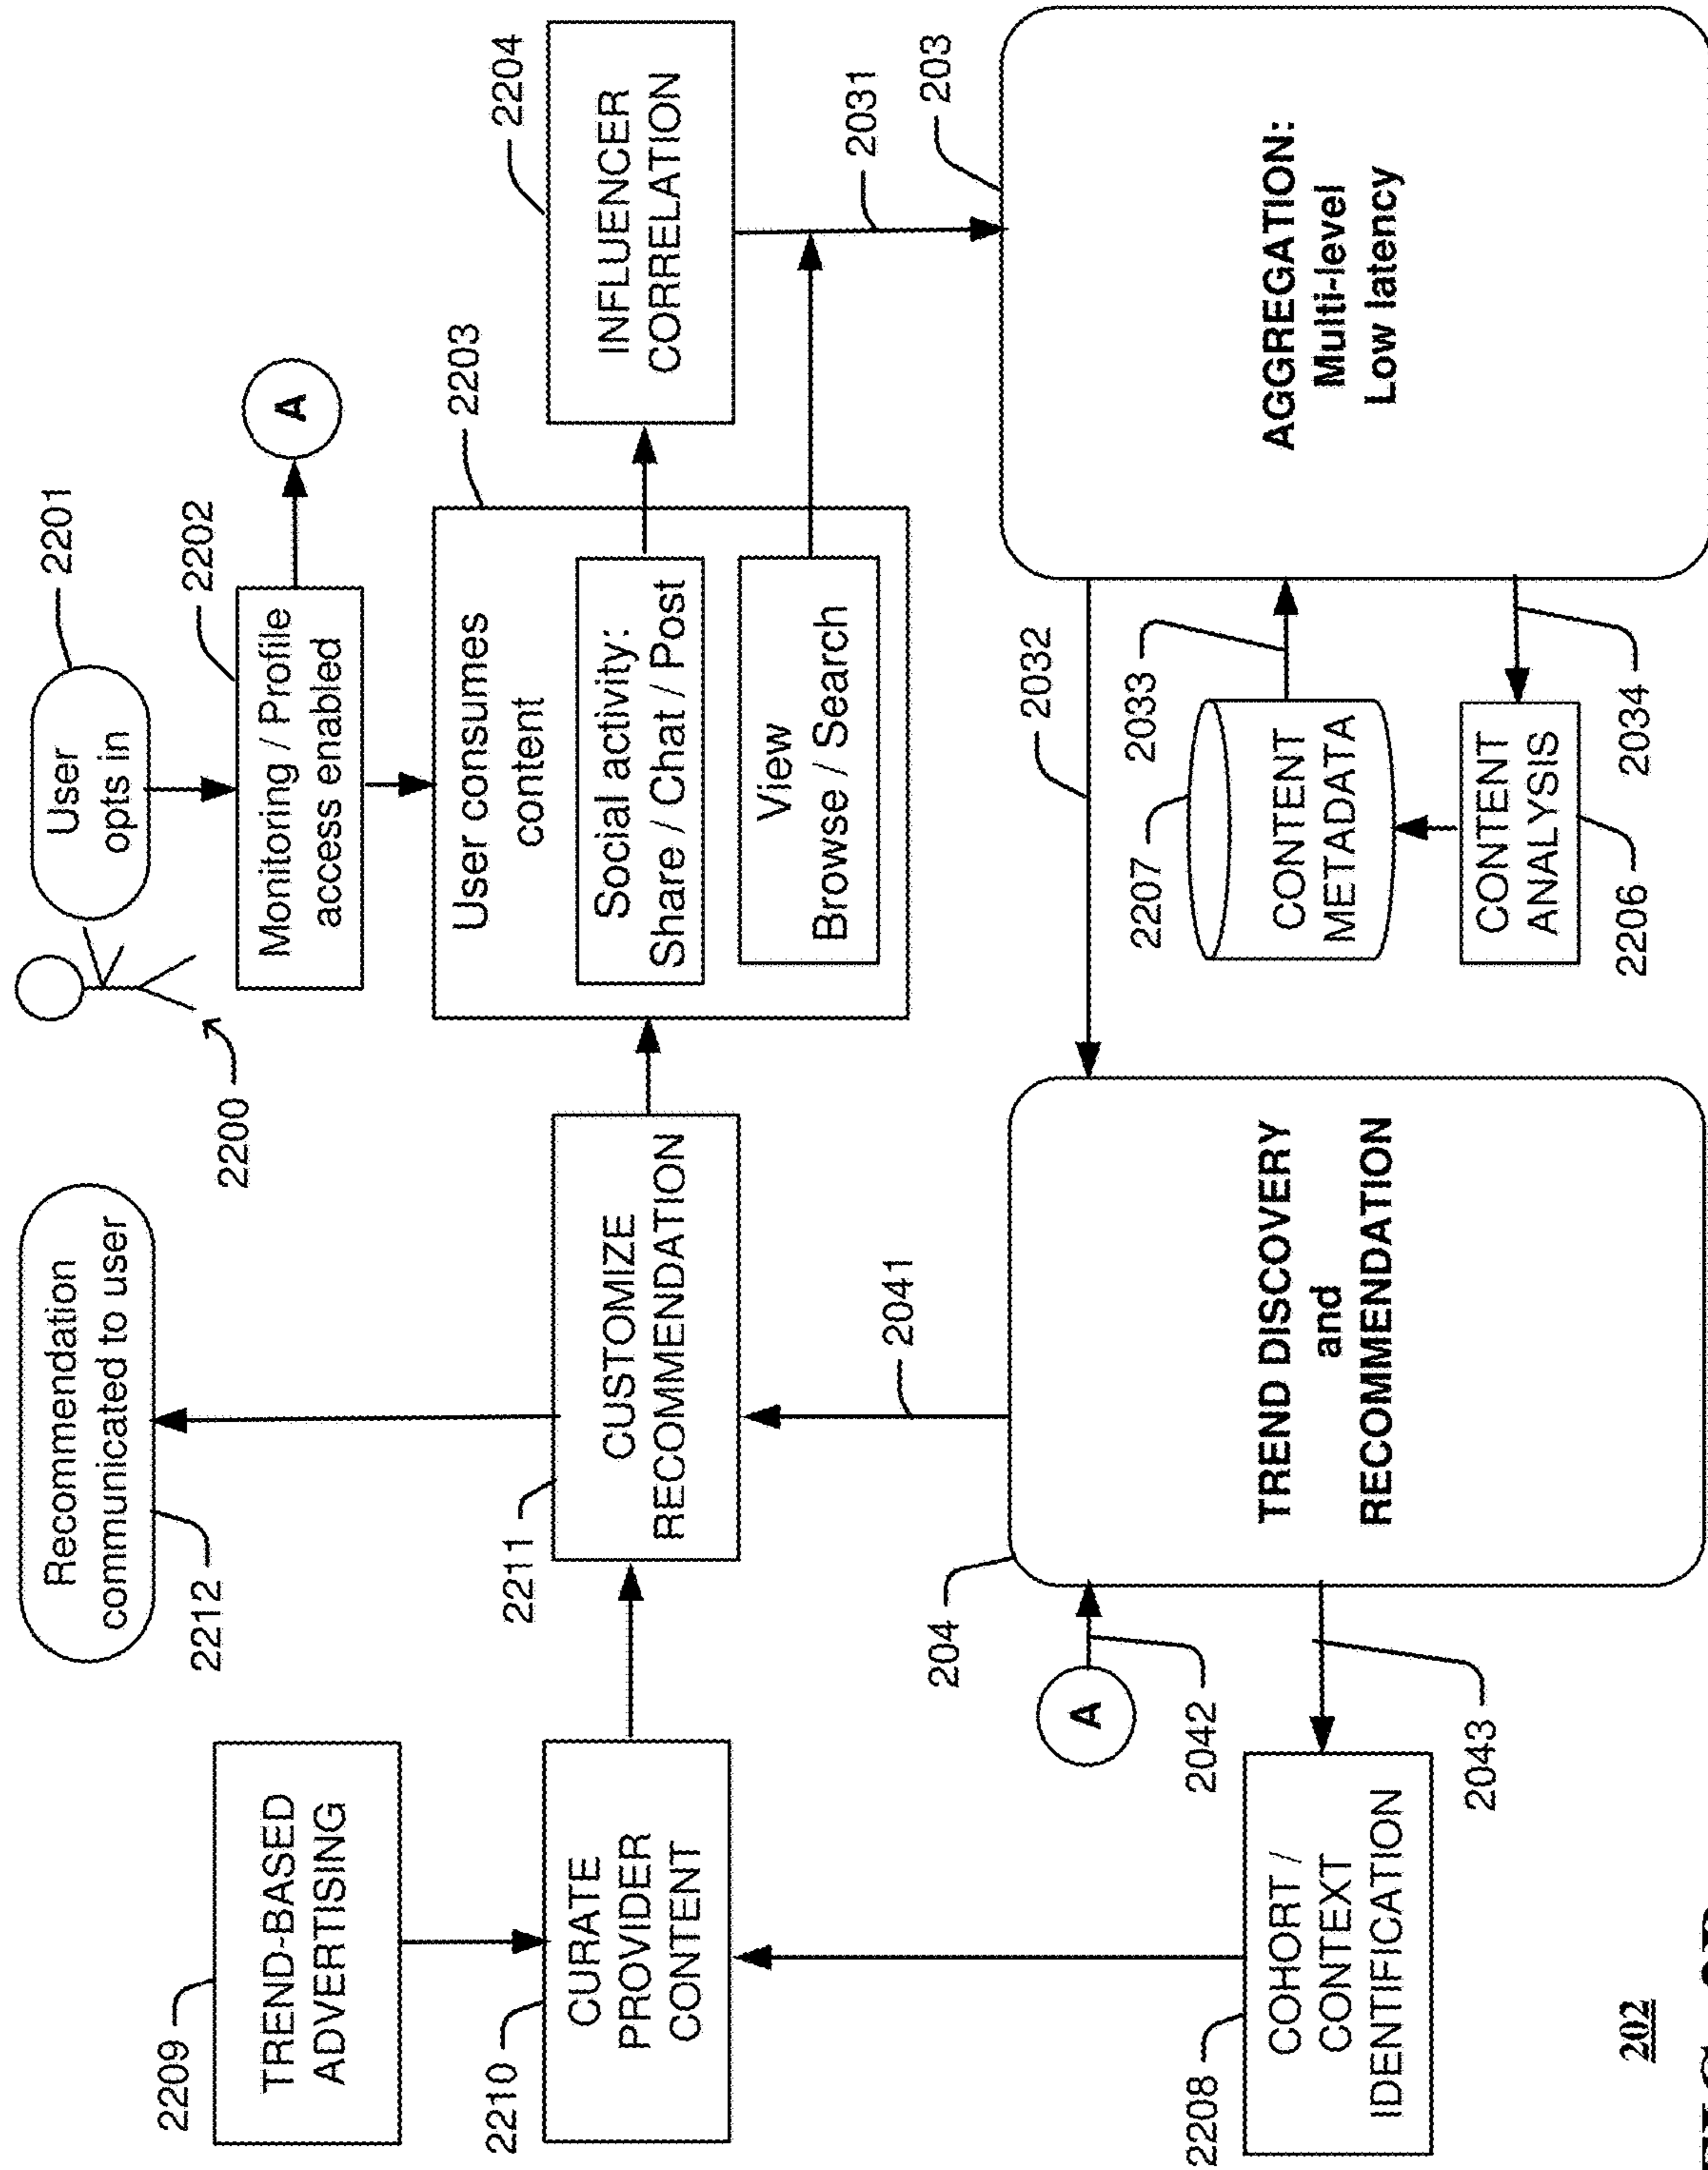 Recommendation
communicated to user
User
opts in
2201
2209
2212
2200
2202
TREND-BASED
ADVERTISING
Monitoring / Profile
access enabled
A
2210
2211
2203
2204
CURATE
PROVIDER
CONTENT
CUSTOMIZE
RECOMMENDATION
User consumes
content
Social activity:
Share / Chat / Post
View
Browse / Search
INFLUENCER
CORRELATION
2031
2041
204
203
A
2042
2032
2208
2043
COHORT /
CONTEXT
IDENTIFICATION
TREND DISCOVERY
and
RECOMMENDATION
2207
2033
CONTENT
METADATA
CONTENT
ANALYSIS
2206
2034
AGGREGATION:
Multi-level
Low latency
202